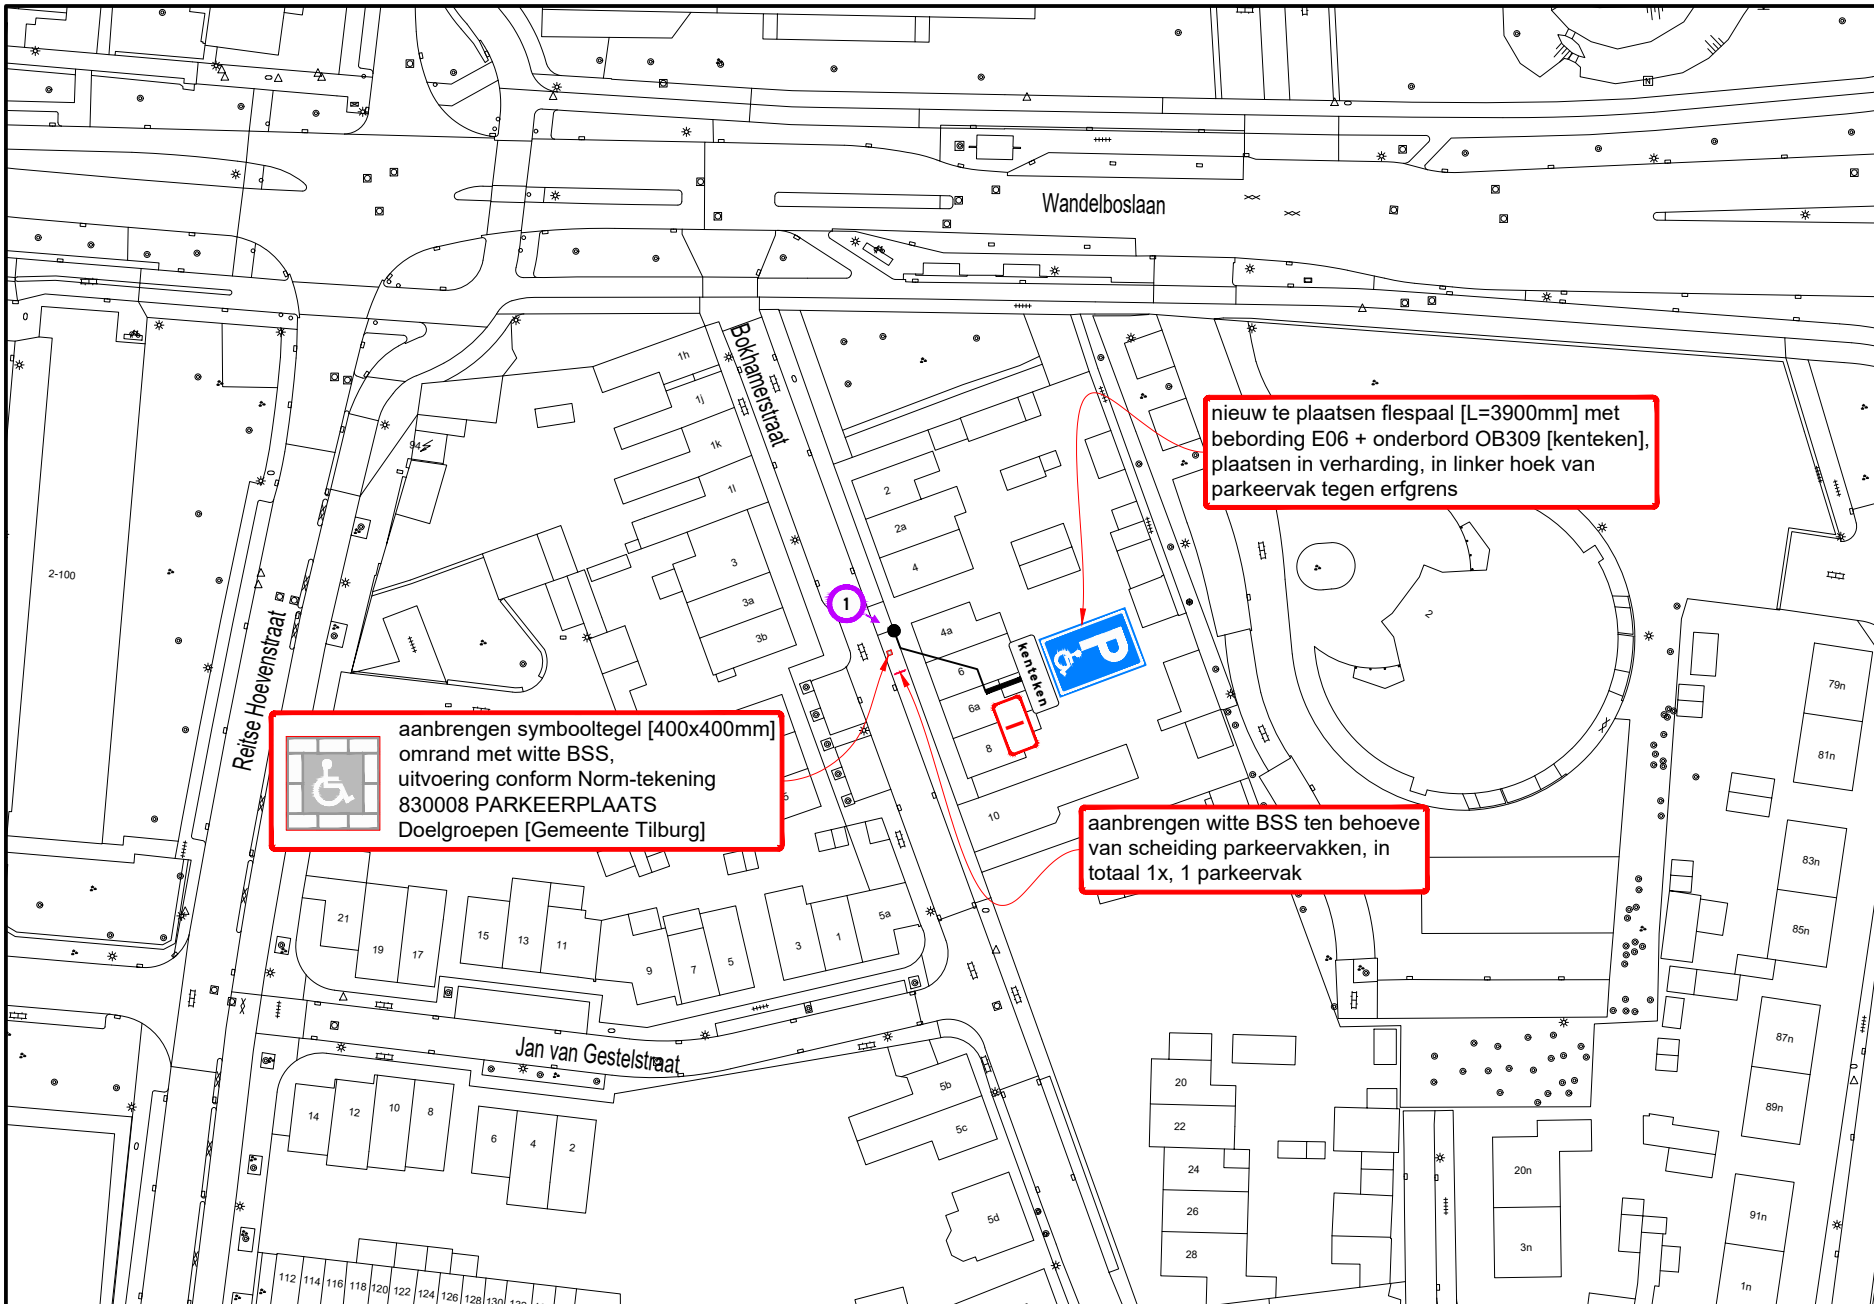 Wandelboslaan
Bokhamerstraat
Reitse Hoevenstraat
Jan van Gestelstraat
nieuw te plaatsen flespaal [L=3900mm] met
bebording E06 + onderbord OB309 [kenteken],
plaatsen in verharding, in linker hoek van
parkeervak tegen erfgrens
1
P
kenteken
aanbrengen symbooltegel [400x400mm]
omrand met witte BSS,
uitvoering conform Norm-tekening
830008 PARKEERPLAATS
Doelgroepen [Gemeente Tilburg]
aanbrengen witte BSS ten behoeve
van scheiding parkeervakken, in
totaal 1x, 1 parkeervak
N
1h
1j
1k
1l
94
2
2a
4
3
3a
3b
4a
6
6a
8
10
2-100
2
79n
81n
83n
85n
87n
89n
91n
1n
21
19
17
15
13
11
9
7
5
3
1
5a
14
12
10
8
6
4
2
5b
5c
5d
20
22
24
26
28
20n
3n
112
114
116
118
120
122
124
126
128
130